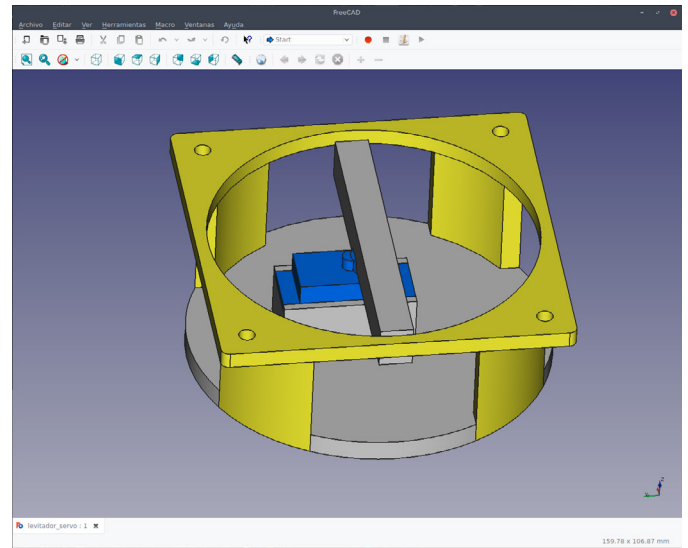 FreeCAD
Archivo Editar Ver Herramientas Macro Ventanas Ayuda
Start
levitador_servo : 1
159.78 x 106.87 mm